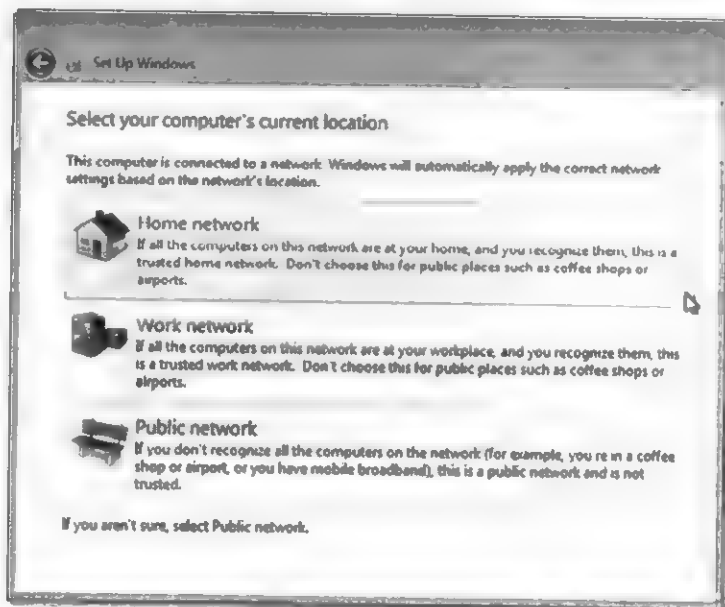 Set Up Windows
Select your computer's current location
This computer is connected to a network. Windows will automatically apply the correct network
settings based on the network's location.
Home network
If all the computers on this network are at your home, and you recognize them, this is a
trusted home network. Don't choose this for public places such as coffee shops or
airports.
Work network
If all the computers on this network are at your workplace, and you recognize them, this
is a trusted work network. Don't choose this for public places such as coffee shops or
airports.
Public network
If you don't recognize all the computers on the network (for example, you're in a coffee
shop or airport, or you have mobile broadband), this is a public network and is not
trusted.
If you aren't sure, select Public network.